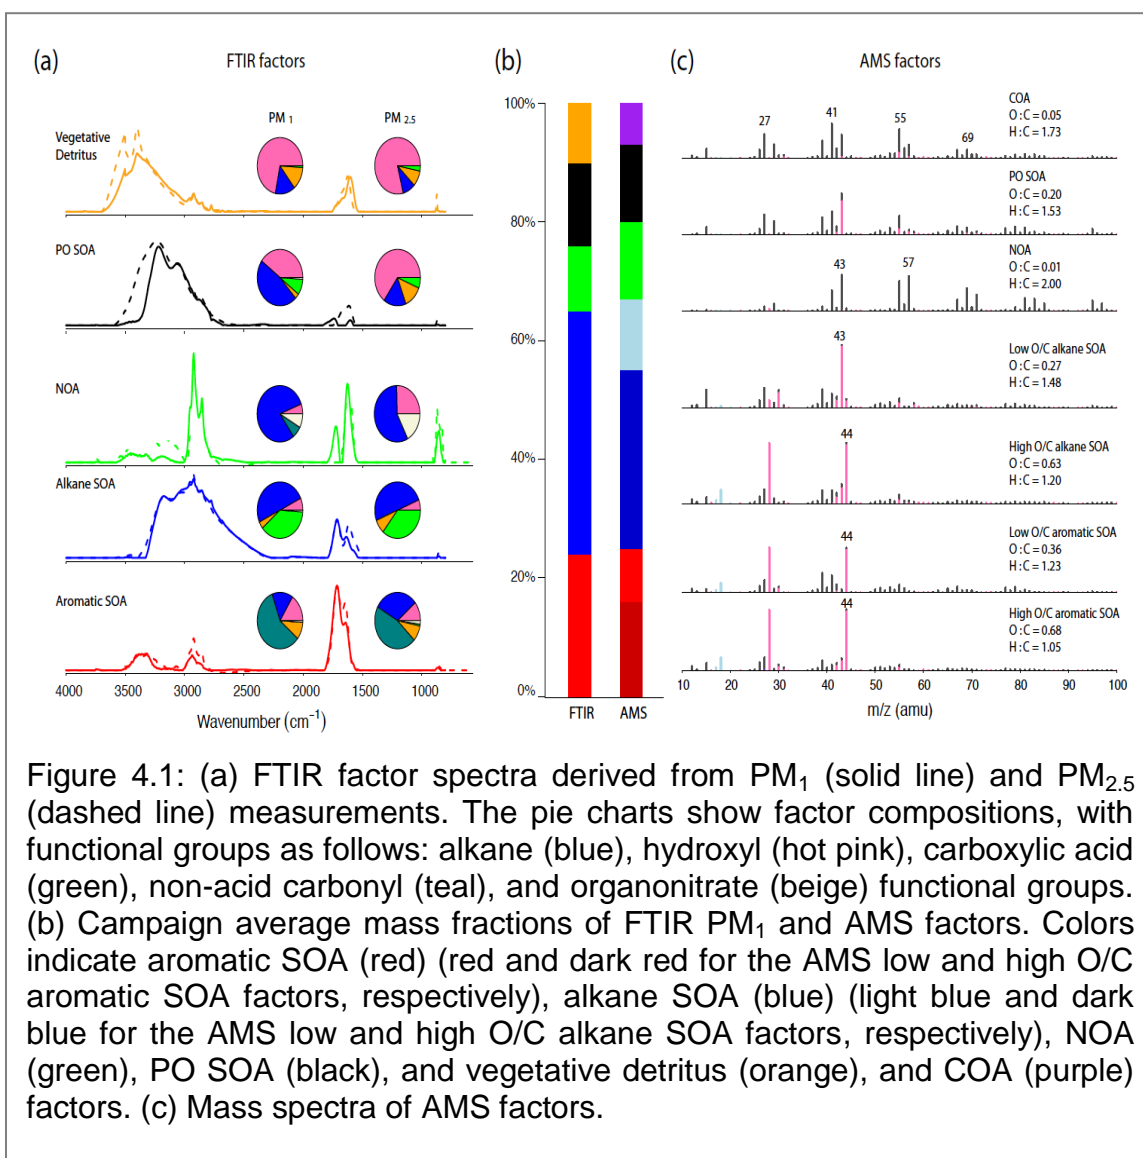 (a)
FTIR factors
PM 1
PM 2.5
Vegetative
Detritus
PO SOA
NOA
Alkane SOA
Aromatic SOA
4000 3500 3000 2500 2000 1500 1000
Wavenumber (cm−1)
(b)
100%
80%
60%
40%
20%
0%
FTIR AMS
(c)
AMS factors
COA
O:C = 0.05
H:C = 1.73
27 41 55 69
PO SOA
O:C = 0.20
H:C = 1.53
NOA
O:C = 0.01
H:C = 2.00
43 57
Low O/C alkane SOA
O:C = 0.27
H:C = 1.48
43
High O/C alkane SOA
O:C = 0.63
H:C = 1.20
44
Low O/C aromatic SOA
O:C = 0.36
H:C = 1.23
44
High O/C aromatic SOA
O:C = 0.68
H:C = 1.05
44
10 20 30 40 50 60 70 80 90 100
m/z (amu)
Figure 4.1: (a) FTIR factor spectra derived from PM1 (solid line) and PM2.5
(dashed line) measurements. The pie charts show factor compositions, with
functional groups as follows: alkane (blue), hydroxyl (hot pink), carboxylic acid
(green), non-acid carbonyl (teal), and organonitrate (beige) functional groups.
(b) Campaign average mass fractions of FTIR PM1 and AMS factors. Colors
indicate aromatic SOA (red) (red and dark red for the AMS low and high O/C
aromatic SOA factors, respectively), alkane SOA (blue) (light blue and dark
blue for the AMS low and high O/C alkane SOA factors, respectively), NOA
(green), PO SOA (black), and vegetative detritus (orange), and COA (purple)
factors. (c) Mass spectra of AMS factors.